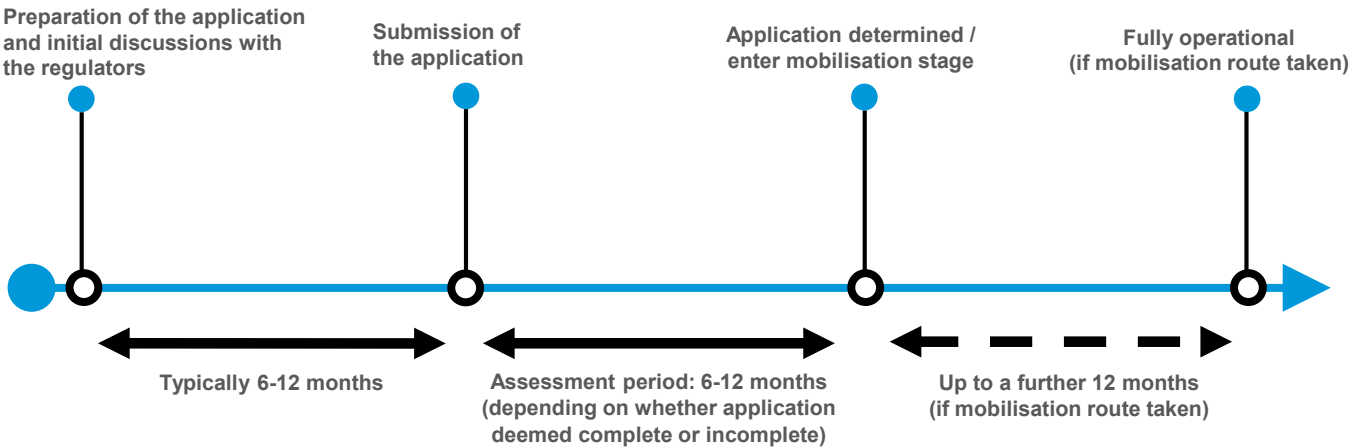 Preparation of the application
and initial discussions with
the regulators
Submission of
the application
Application determined /
enter mobilisation stage
Fully operational
(if mobilisation route taken)
Typically 6-12 months
Assessment period: 6-12 months
(depending on whether application
deemed complete or incomplete)
Up to a further 12 months
(if mobilisation route taken)